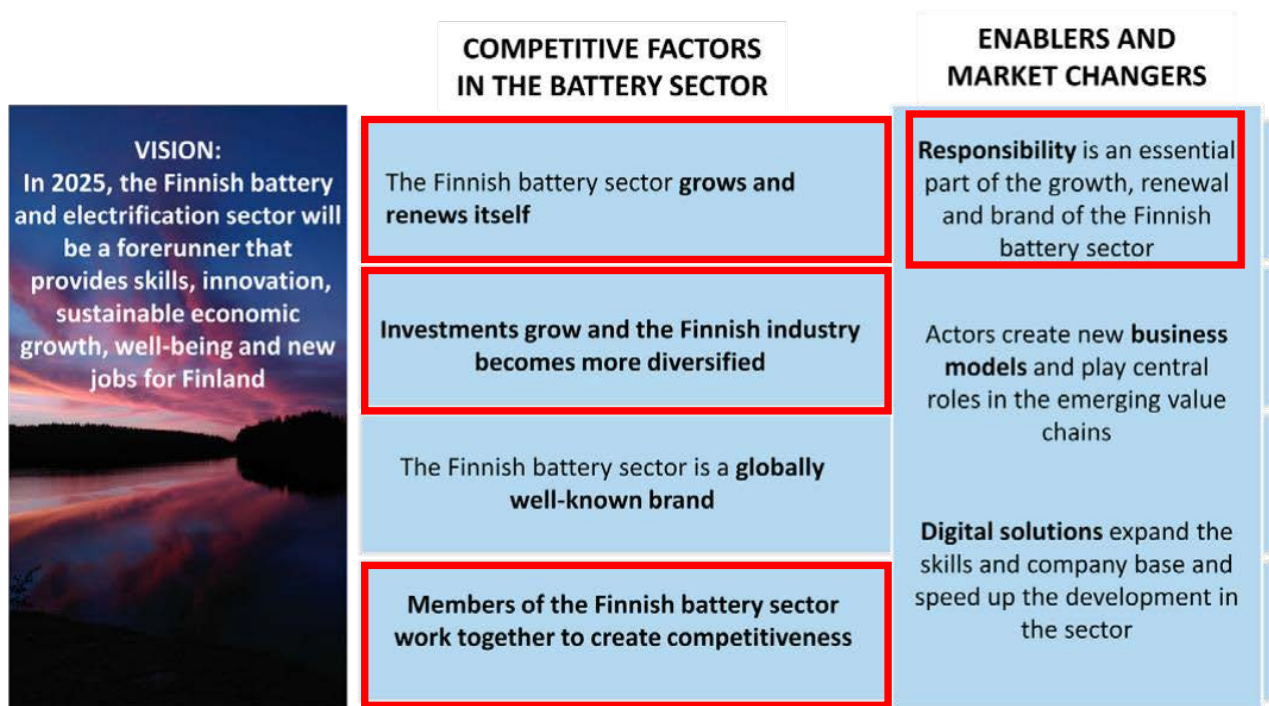 COMPETITIVE FACTORS
IN THE BATTERY SECTOR
ENABLERS AND
MARKET CHANGERS
VISION:
In 2025, the Finnish battery
and electrification sector will
be a forerunner that
provides skills, innovation,
sustainable economic
growth, well-being and new
jobs for Finland
The Finnish battery sector grows and
renews itself
Investments grow and the Finnish industry
becomes more diversified
The Finnish battery sector is a globally
well-known brand
Members of the Finnish battery sector
work together to create competitiveness
Responsibility is an essential
part of the growth, renewal
and brand of the Finnish
battery sector
Actors create new business
models and play central
roles in the emerging value
chains
Digital solutions expand the
skills and company base and
speed up the development in
the sector